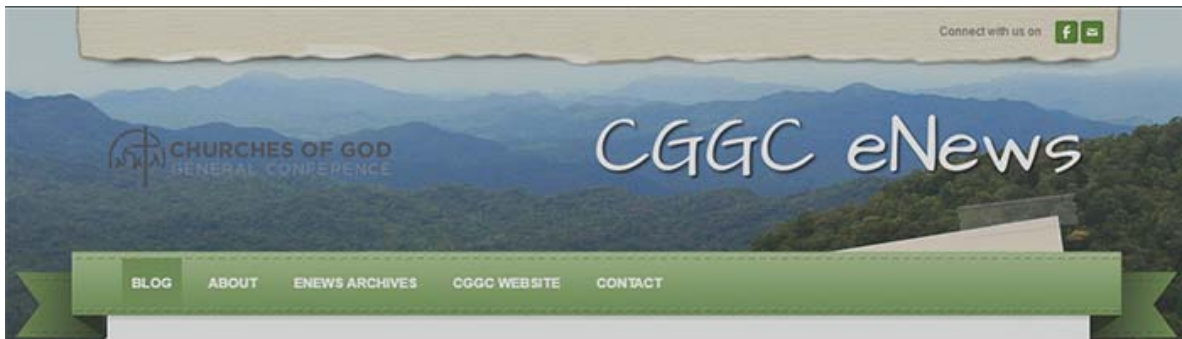 Connect with us on
CHURCHES OF GOD
GENERAL CONFERENCE
CGGC eNews
BLOG ABOUT ENEWS ARCHIVES CGGC WEBSITE CONTACT